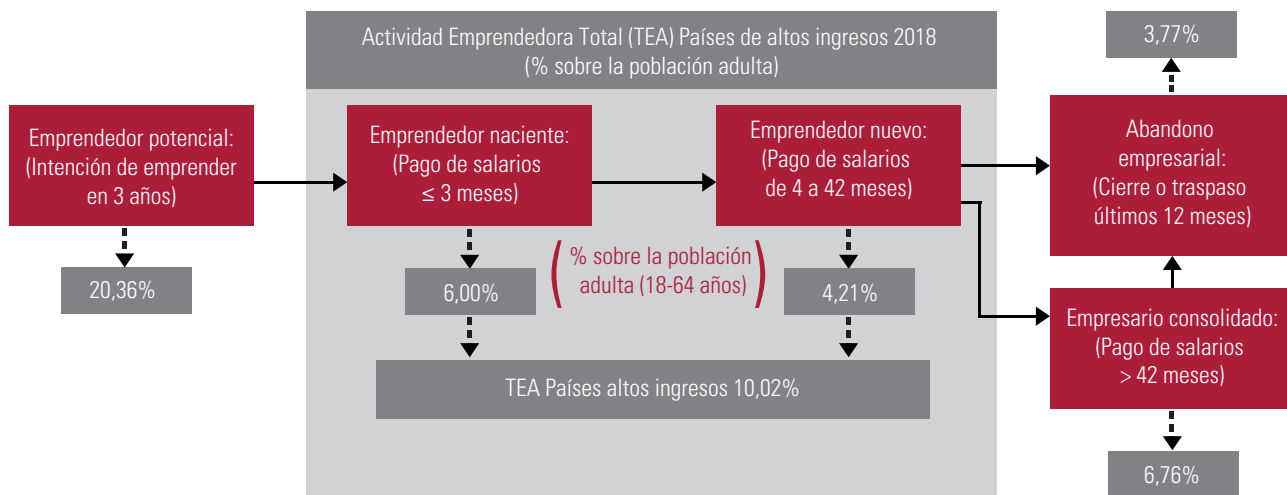 Actividad Emprendedora Total (TEA) Países de altos ingresos 2018
(% sobre la población adulta)
3,77%
Emprendedor potencial:
(Intención de emprender
en 3 años)
Emprendedor naciente:
(Pago de salarios
≤ 3 meses)
Emprendedor nuevo:
(Pago de salarios
de 4 a 42 meses)
Abandono
empresarial:
(Cierre o traspaso
últimos 12 meses)
20,36%
6,00%
(% sobre la población
adulta (18-64 años))
4,21%
Empresario consolidado:
(Pago de salarios
> 42 meses)
TEA Países altos ingresos 10,02%
6,76%